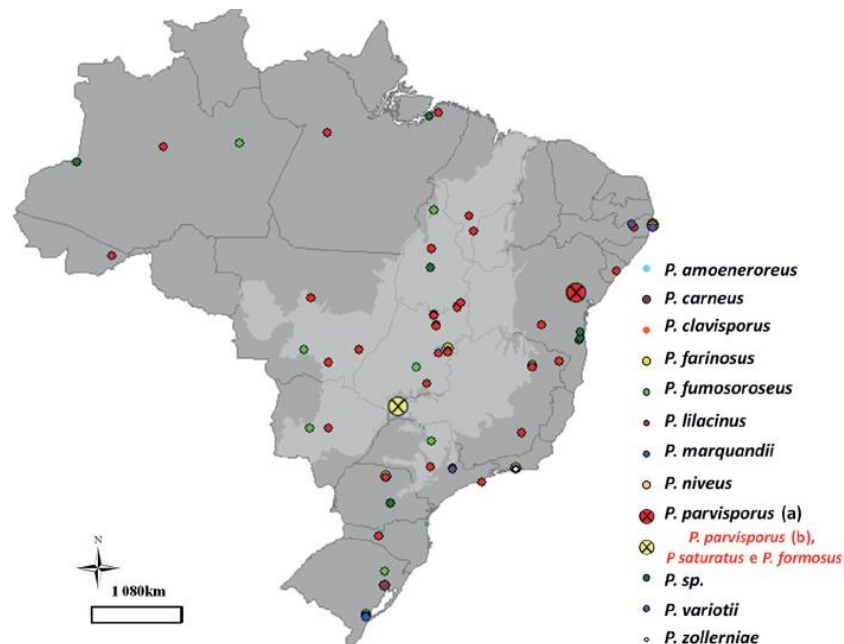 P. amoeneroreus
P. carneus
P. clavisporus
P. farinosus
P. fumosoroseus
P. lilacinus
P. marquandii
P. niveus
P. parvisporus (a)
P. parvisporus (b),
P saturatus e P. formosus
P. sp.
P. variotii
P. zollerniae
N
1 080km